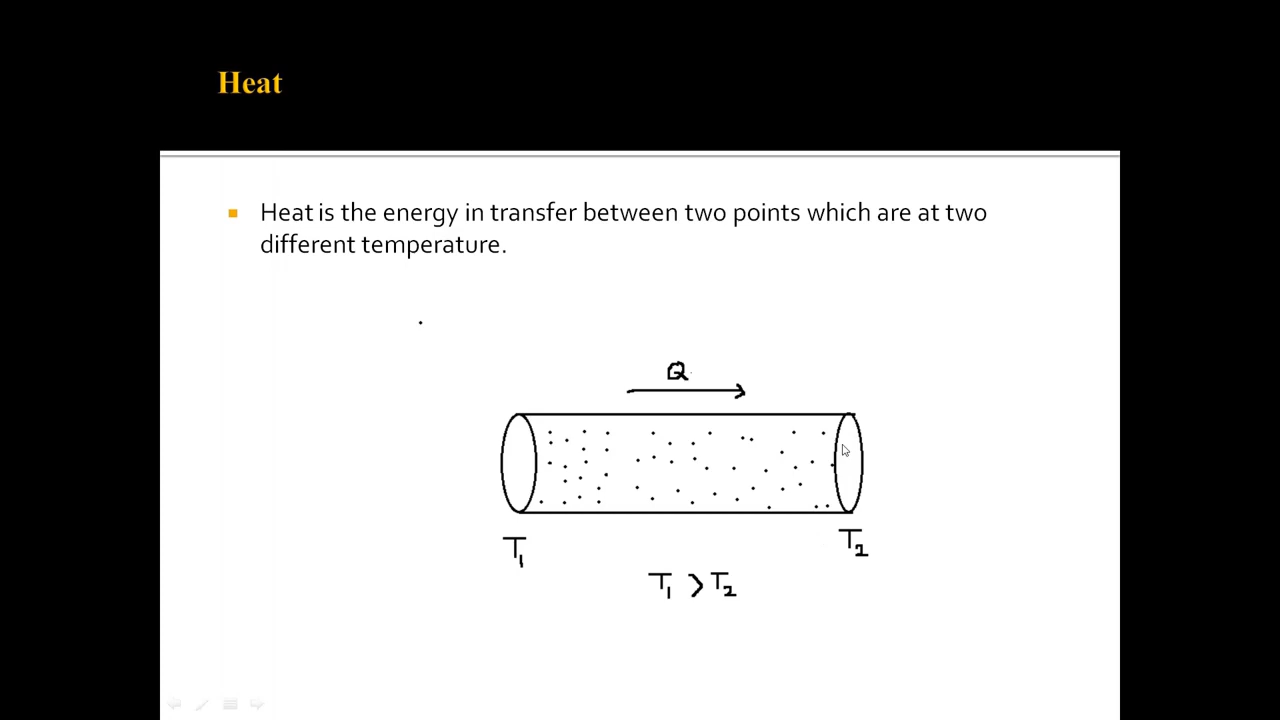 Heat
Heat is the energy in transfer between two points which are at two
different temperature.
Q
T₁
T₂
T₁ > T₂